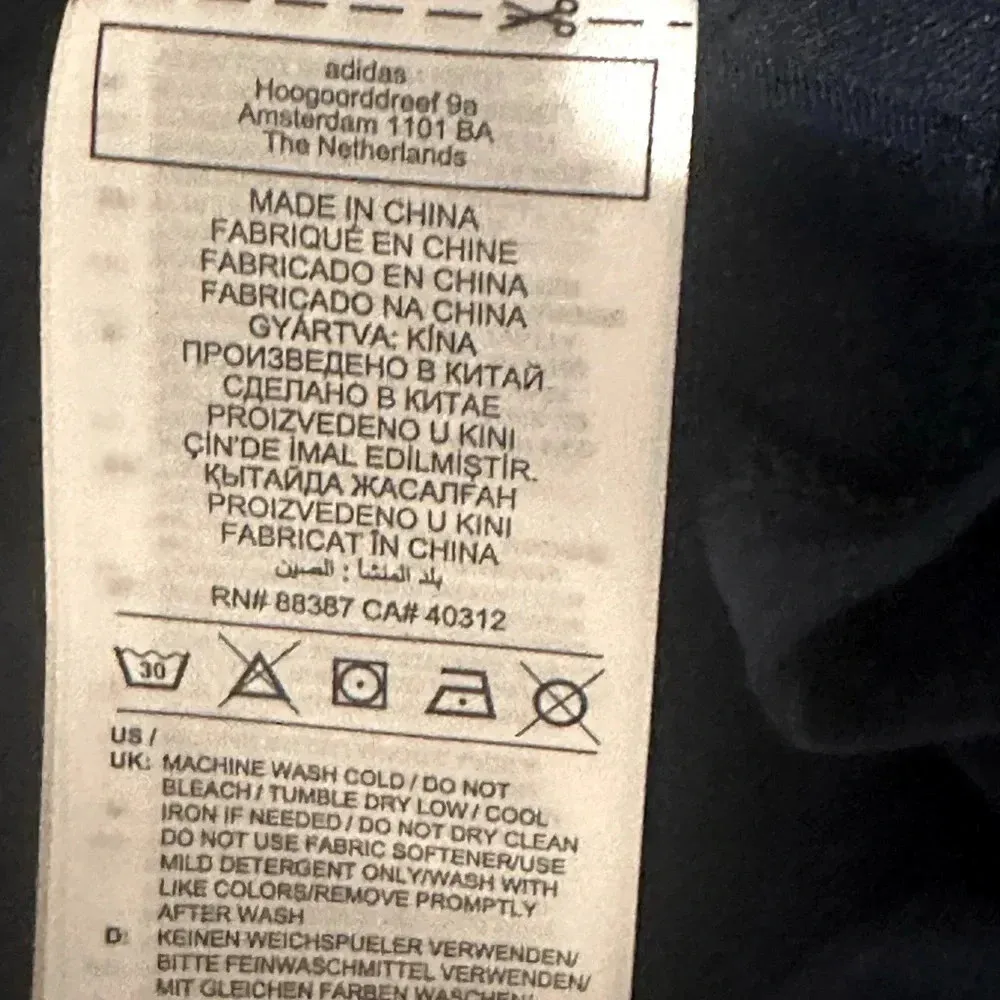 adidas
Hoogoorddreef 9a
Amsterdam 1101 BA
The Netherlands
MADE IN CHINA
FABRIQUÉ EN CHINE
FABRICADO EN CHINA
FABRICADO NA CHINA
GYÁRTVA: KÍNA
ПРОИЗВЕДЕНО В КИТАЙ
СДЕЛАНО В КИТАЕ
PROIZVEDENO U KINI
ÇİN'DE İMAL EDİLMİŞTİR.
ҚЫТАЙДА ЖАСАЛҒАН
PROIZVEDENO U KINI
FABRICAT ÎN CHINA
بلد المنشأ : الصين
RN# 88387 CA# 40312
30
US /
UK: MACHINE WASH COLD / DO NOT
BLEACH / TUMBLE DRY LOW / COOL
IRON IF NEEDED / DO NOT DRY CLEAN
DO NOT USE FABRIC SOFTENER/USE
MILD DETERGENT ONLY/WASH WITH
LIKE COLORS/REMOVE PROMPTLY
AFTER WASH
D: KEINEN WEICHSPUELER VERWENDEN/
BITTE FEINWASCHMITTEL VERWENDEN/
MIT GLEICHEN FARBEN WASCHEN/